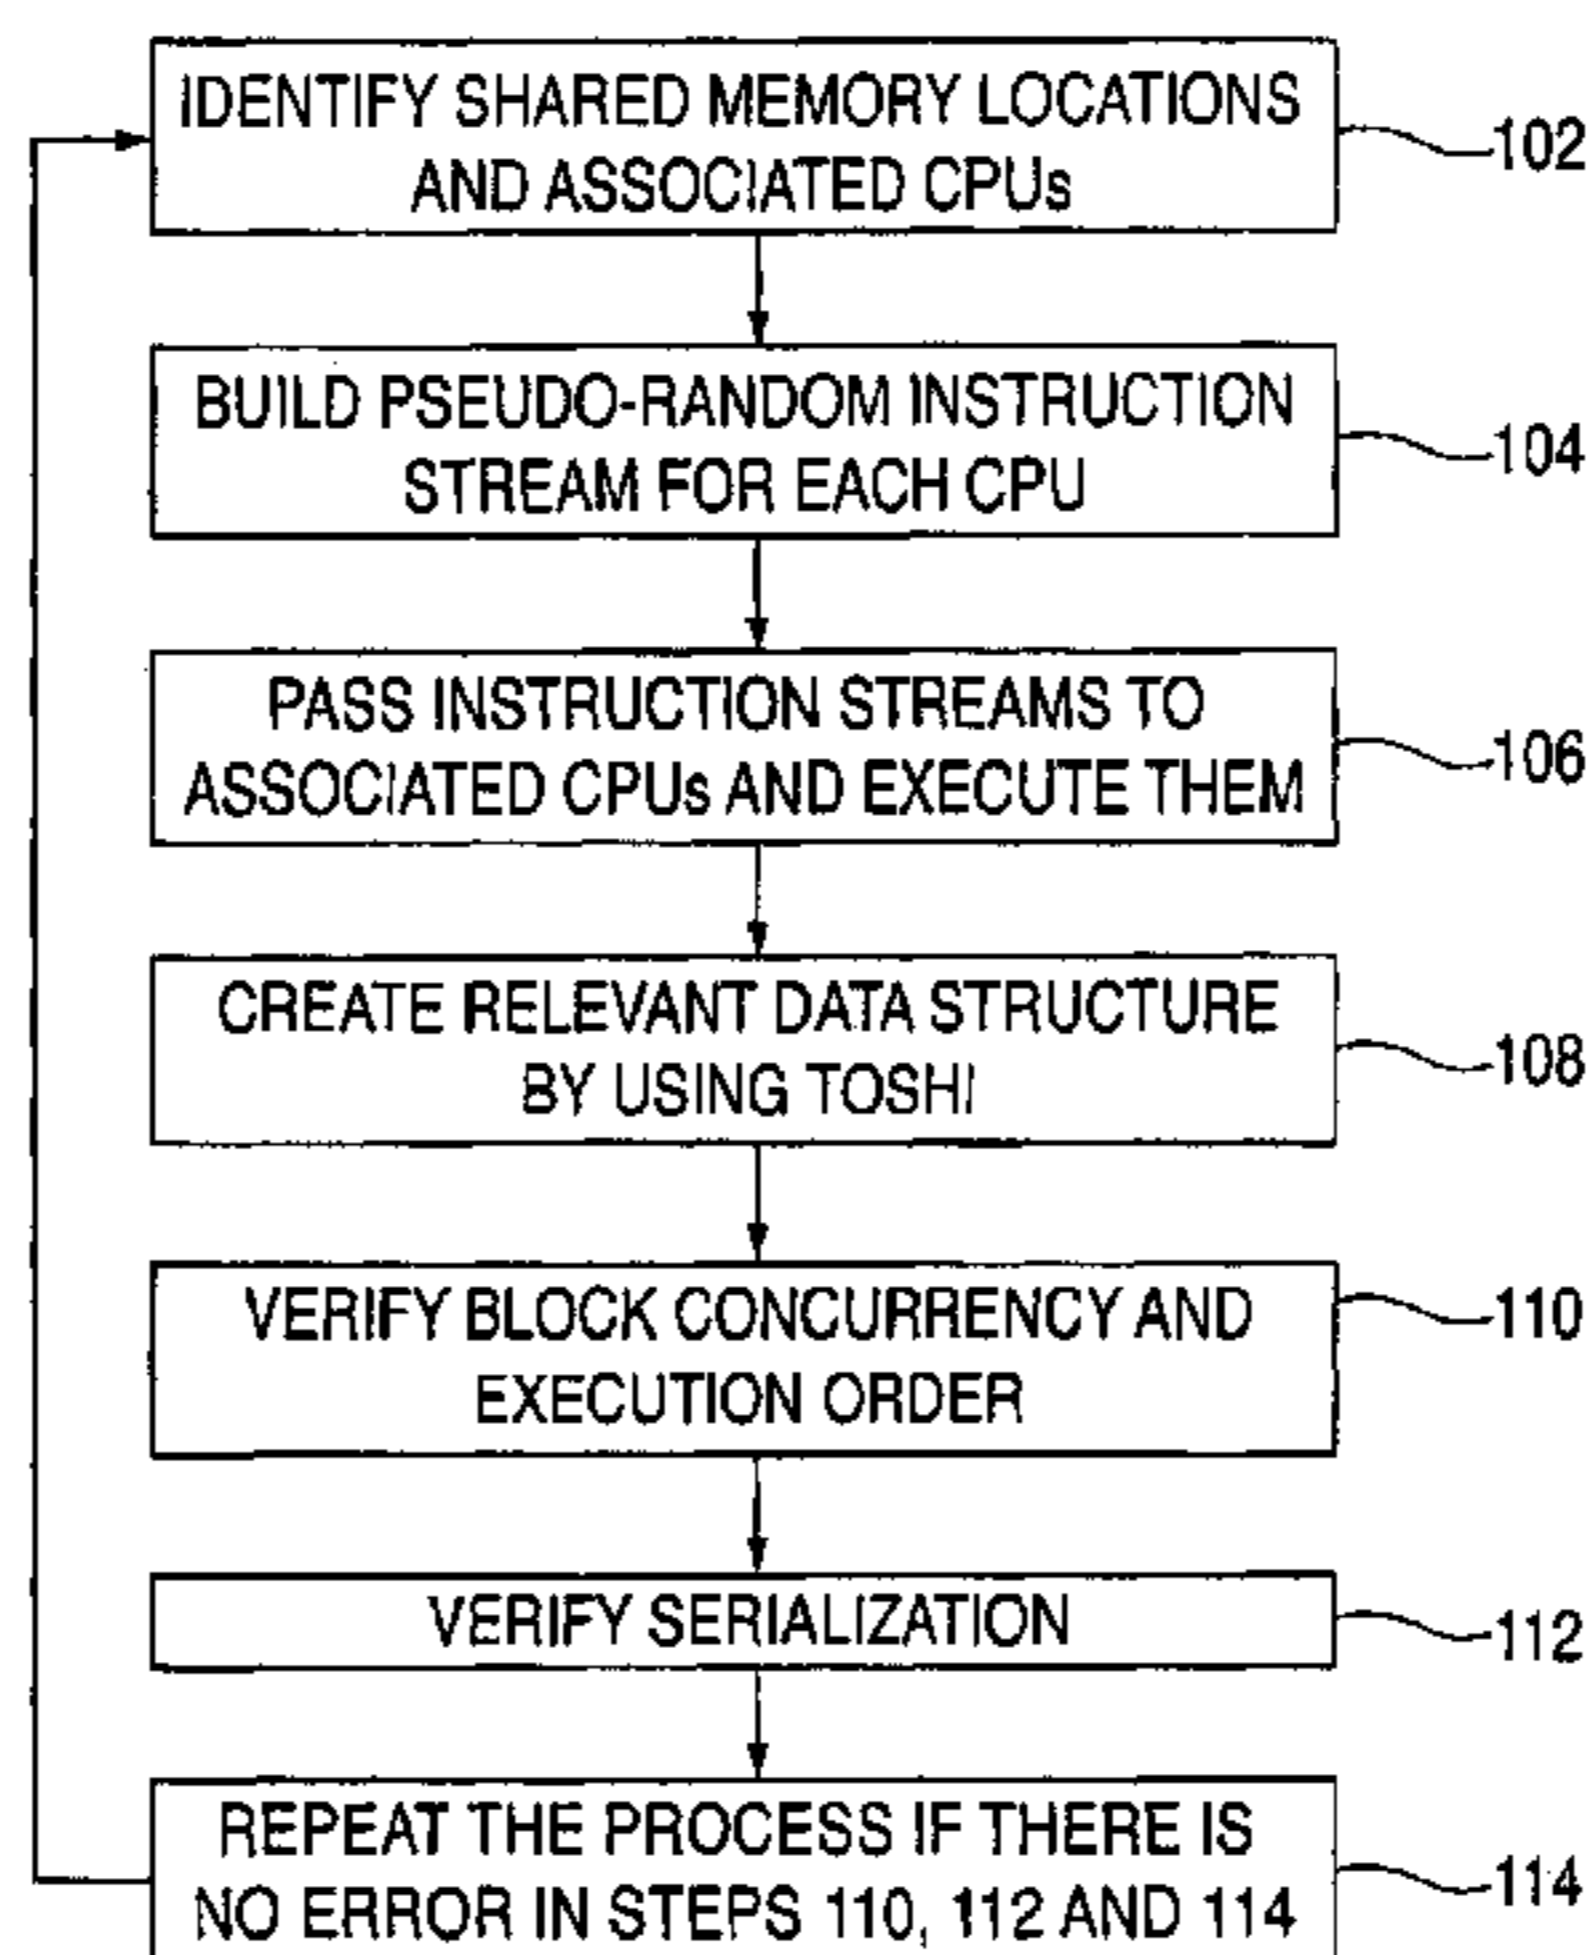 IDENTIFY SHARED MEMORY LOCATIONS
AND ASSOCIATED CPUs
102
BUILD PSEUDO-RANDOM INSTRUCTION
STREAM FOR EACH CPU
104
PASS INSTRUCTION STREAMS TO
ASSOCIATED CPUs AND EXECUTE THEM
106
CREATE RELEVANT DATA STRUCTURE
BY USING TOSHI
108
VERIFY BLOCK CONCURRENCY AND
EXECUTION ORDER
110
VERIFY SERIALIZATION
112
REPEAT THE PROCESS IF THERE IS
NO ERROR IN STEPS 110, 112 AND 114
114